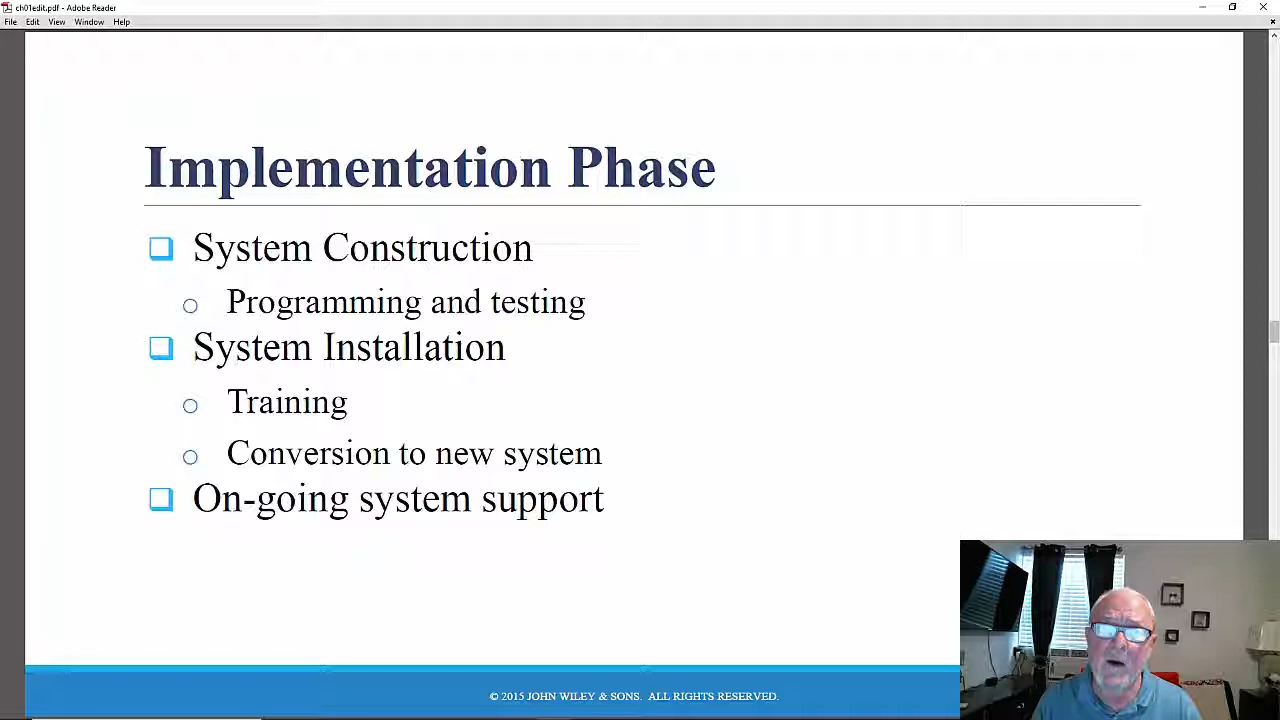 ch01edit.pdf - Adobe Reader
File Edit View Window Help
Implementation Phase
System Construction
Programming and testing
System Installation
Training
Conversion to new system
On-going system support
© 2015 JOHN WILEY & SONS. ALL RIGHTS RESERVED.